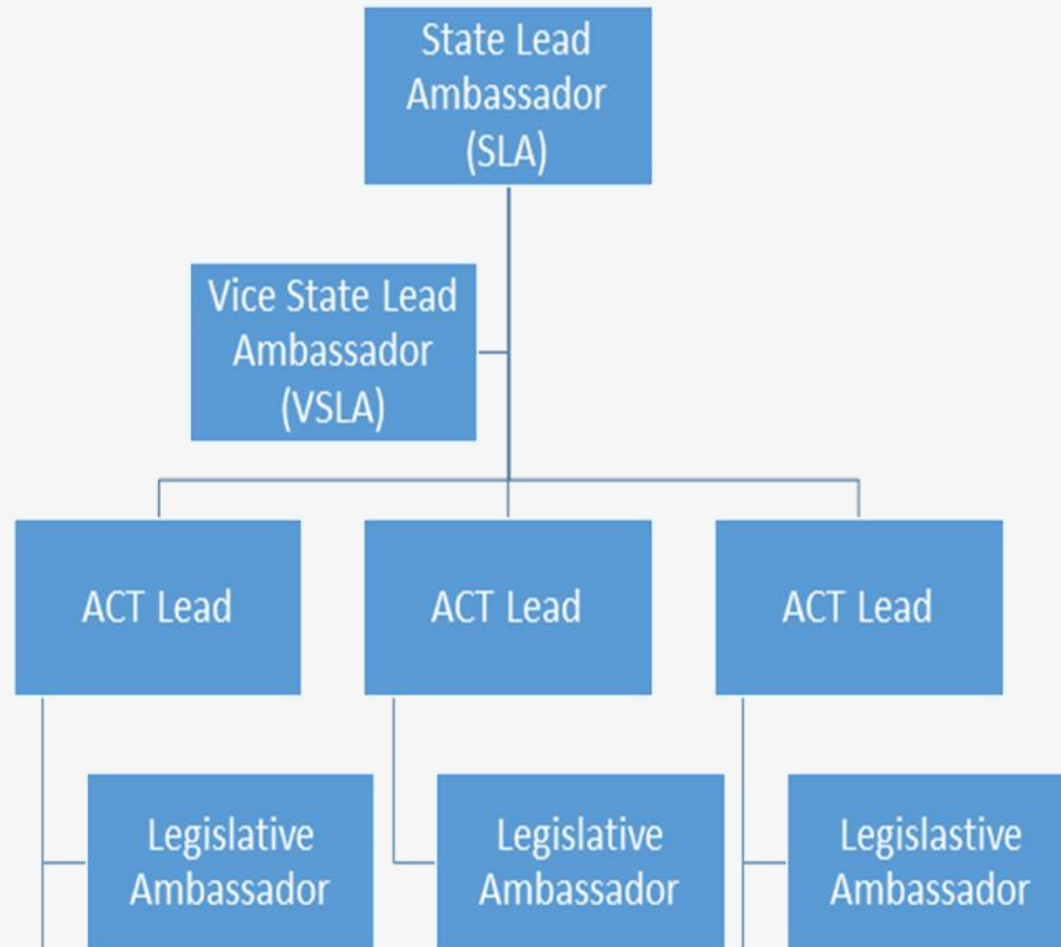 State Lead
Ambassador
(SLA)
Vice State Lead
Ambassador
(VSLA)
ACT Lead
ACT Lead
ACT Lead
Legislative
Ambassador
Legislative
Ambassador
Legislastive
Ambassador